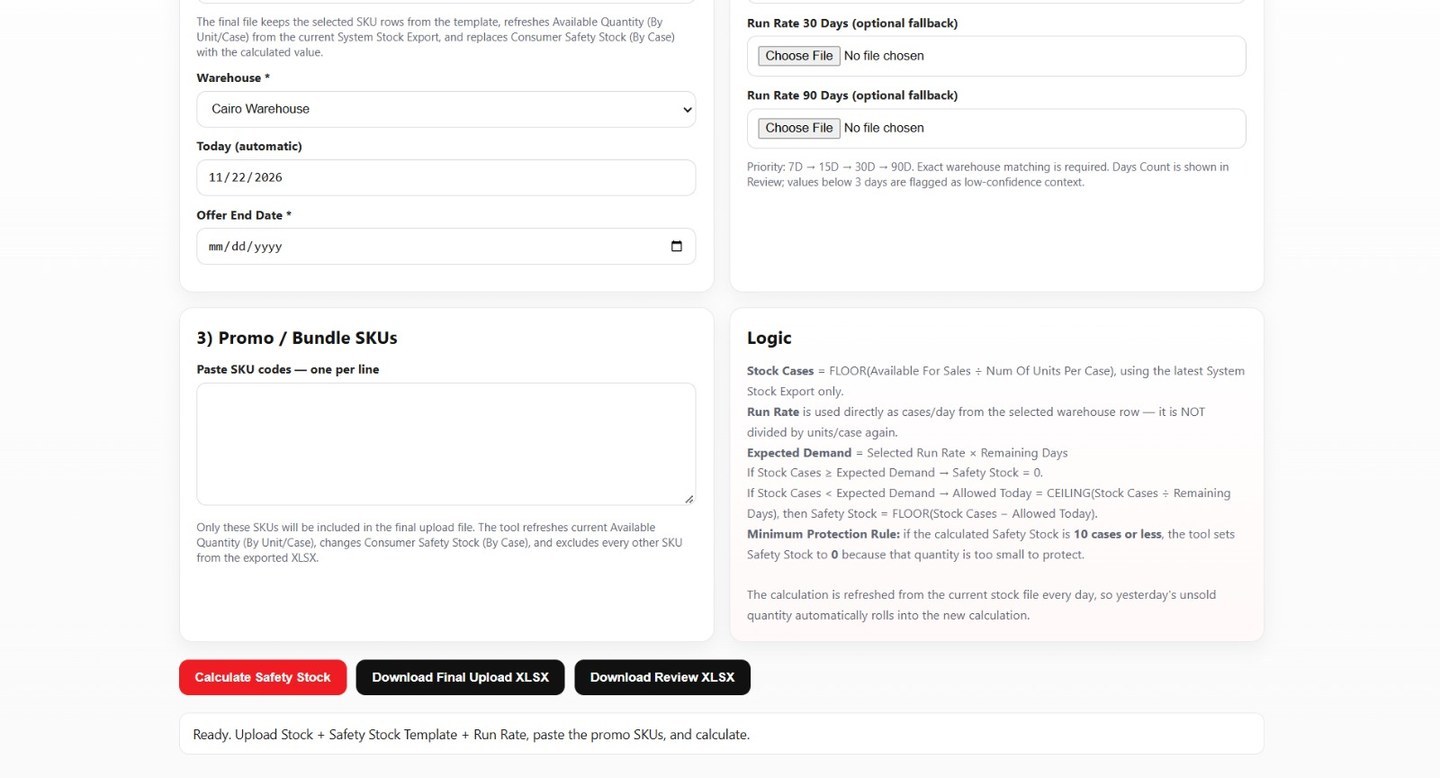 The final file keeps the selected SKU rows from the template, refreshes Available Quantity (By
Unit/Case) from the current System Stock Export, and replaces Consumer Safety Stock (By Case)
with the calculated value.
Warehouse *
Cairo Warehouse
Today (automatic)
11/22/2026
Offer End Date *
mm/dd/yyyy
Run Rate 30 Days (optional fallback)
Choose File No file chosen
Run Rate 90 Days (optional fallback)
Choose File No file chosen
Priority: 7D → 15D → 30D → 90D. Exact warehouse matching is required. Days Count is shown in
Review; values below 3 days are flagged as low-confidence context.
3) Promo / Bundle SKUs
Paste SKU codes — one per line
Only these SKUs will be included in the final upload file. The tool refreshes current Available
Quantity (By Unit/Case), changes Consumer Safety Stock (By Case), and excludes every other SKU
from the exported XLSX.
Logic
Stock Cases = FLOOR(Available For Sales ÷ Num Of Units Per Case), using the latest System
Stock Export only.
Run Rate is used directly as cases/day from the selected warehouse row — it is NOT
divided by units/case again.
Expected Demand = Selected Run Rate × Remaining Days
If Stock Cases ≥ Expected Demand → Safety Stock = 0.
If Stock Cases < Expected Demand → Allowed Today = CEILING(Stock Cases ÷ Remaining
Days), then Safety Stock = FLOOR(Stock Cases − Allowed Today).
Minimum Protection Rule: if the calculated Safety Stock is 10 cases or less, the tool sets
Safety Stock to 0 because that quantity is too small to protect.
The calculation is refreshed from the current stock file every day, so yesterday's unsold
quantity automatically rolls into the new calculation.
Calculate Safety Stock
Download Final Upload XLSX
Download Review XLSX
Ready. Upload Stock + Safety Stock Template + Run Rate, paste the promo SKUs, and calculate.